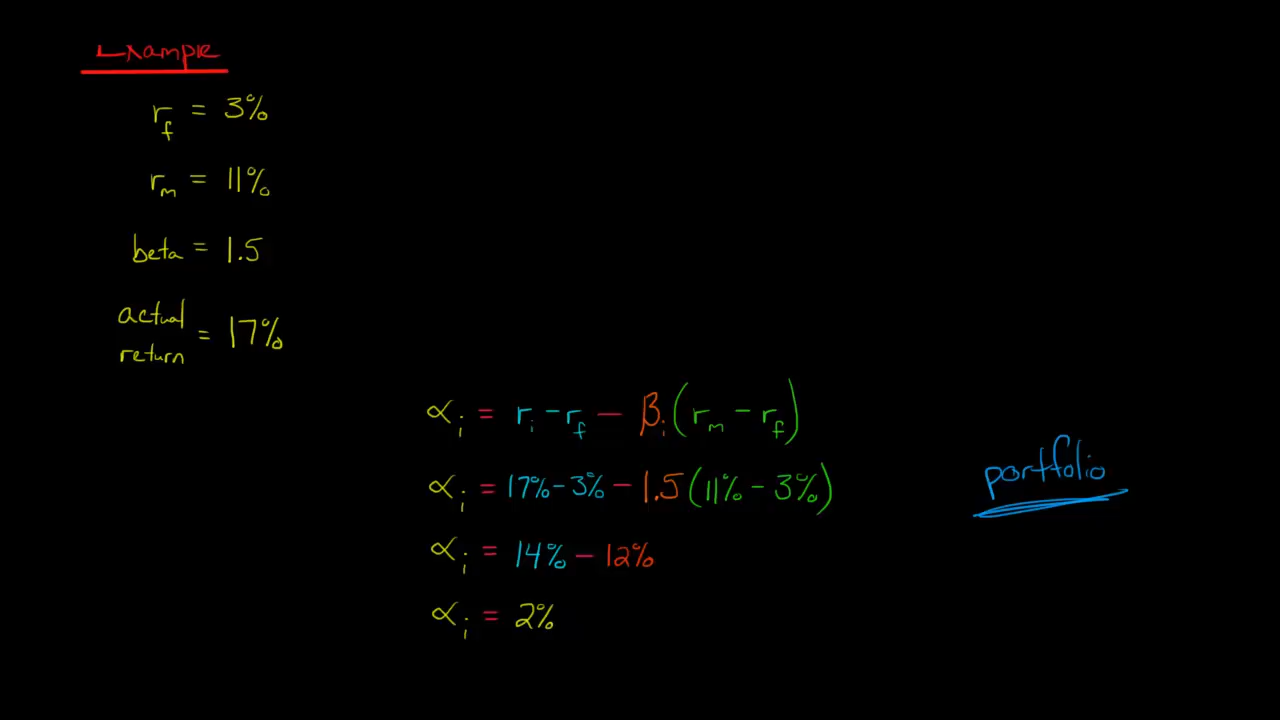 Example
r_f = 3%
r_m = 11%
beta = 1.5
actual return = 17%
α_i = r_i - r_f - β_i (r_m - r_f)
α_i = 17% - 3% - 1.5 (11% - 3%)
α_i = 14% - 12%
α_i = 2%
portfolio